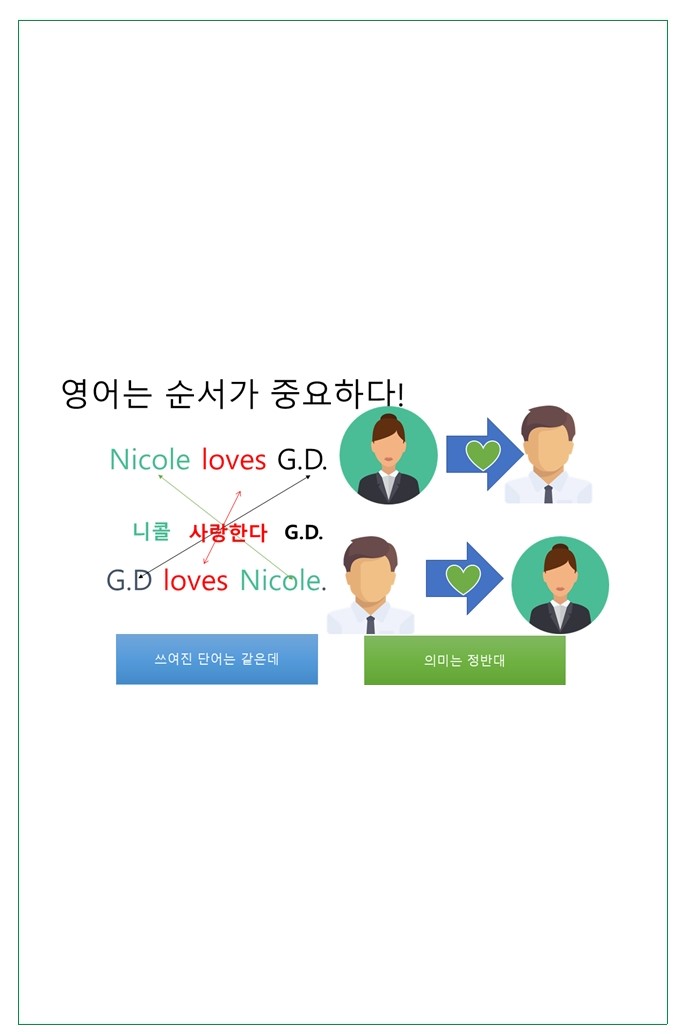 영어는 순서가 중요하다!
Nicole loves G.D.
니콜 사랑한다 G.D.
G.D loves Nicole.
쓰여진 단어는 같은데
의미는 정반대